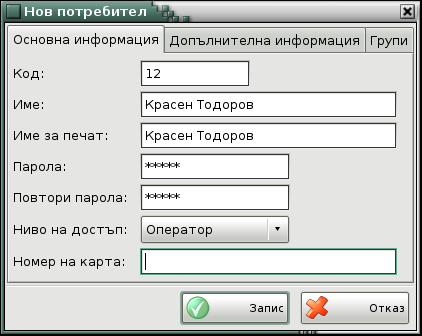 Нов потребител
Основна информация Допълнителна информация Групи
Код: 12
Име: Красен Тодоров
Име за печат: Красен Тодоров
Парола: *****
Повтори парола: *****
Ниво на достъп: Оператор
Номер на карта:
Запис Отказ